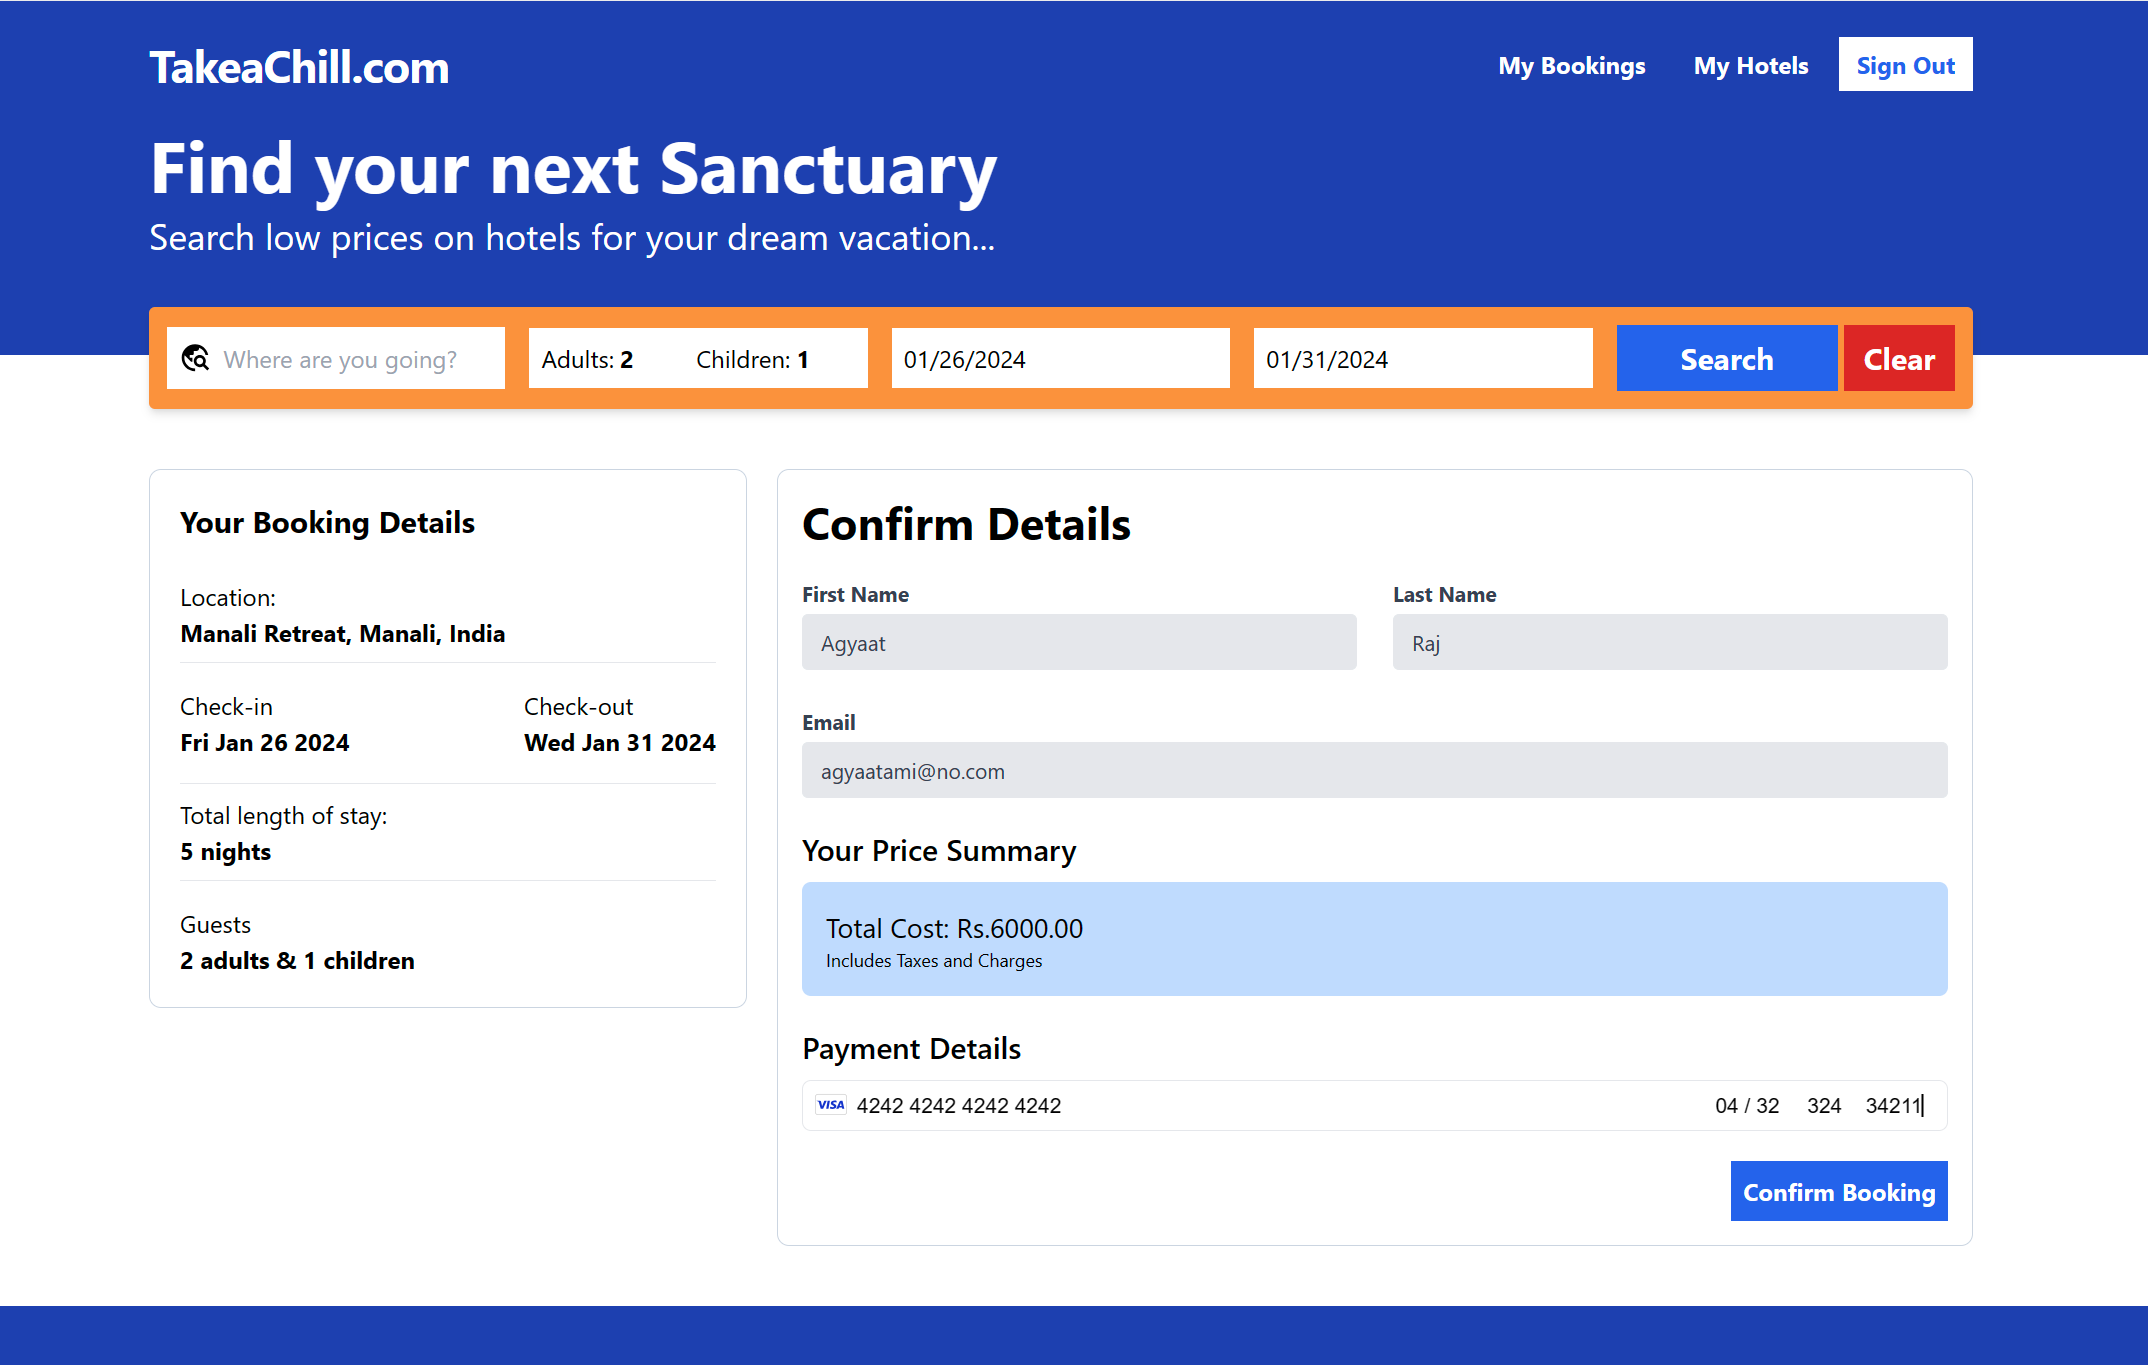 TakeaChill.com
My Bookings My Hotels Sign Out
Find your next Sanctuary
Search low prices on hotels for your dream vacation...
Where are you going? Adults: 2 Children: 1 01/26/2024 01/31/2024 Search Clear
Your Booking Details
Location:
Manali Retreat, Manali, India
Check-in Check-out
Fri Jan 26 2024 Wed Jan 31 2024
Total length of stay:
5 nights
Guests
2 adults & 1 children
Confirm Details
First Name Last Name
Agyaat Raj
Email
agyaatami@no.com
Your Price Summary
Total Cost: Rs.6000.00
Includes Taxes and Charges
Payment Details
VISA 4242 4242 4242 4242 04 / 32 324 34211
Confirm Booking